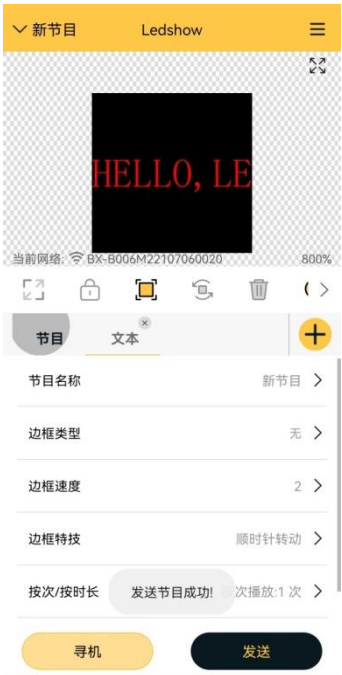 新节目
Ledshow
HELLO, LE
当前网络: BX-B006M22107060020
800%
节目
文本
节目名称
新节目
边框类型
无
边框速度
2
边框特技
顺时针转动
按次/按时长
次播放:1 次
发送节目成功!
寻机
发送